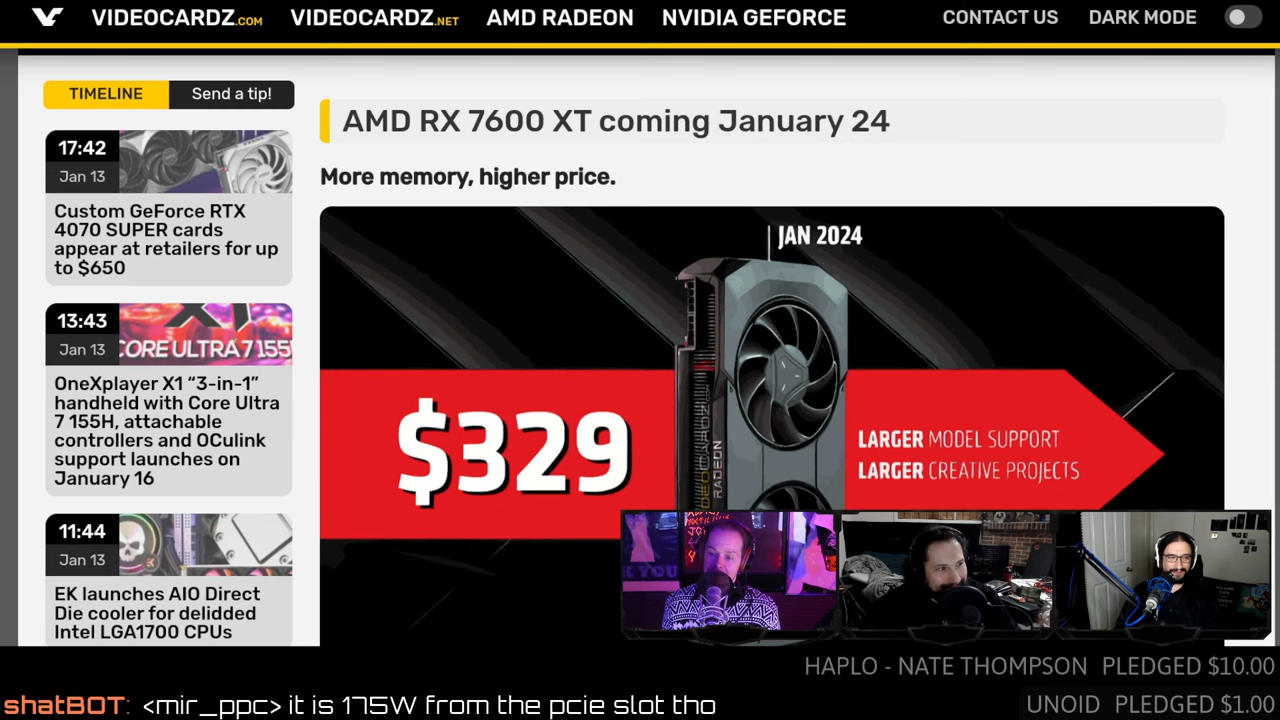 VIDEOCARDZ.COM
VIDEOCARDZ.NET
AMD RADEON
NVIDIA GEFORCE
CONTACT US
DARK MODE
TIMELINE
Send a tip!
17:42
Jan 13
Custom GeForce RTX
4070 SUPER cards
appear at retailers for up
to $650
13:43
Jan 13
CORE ULTRA 7 155
OneXplayer X1 “3-in-1”
handheld with Core Ultra
7 155H, attachable
controllers and OCulink
support launches on
January 16
11:44
Jan 13
EK launches AIO Direct
Die cooler for delidded
Intel LGA1700 CPUs
AMD RX 7600 XT coming January 24
More memory, higher price.
JAN 2024
$329
RADEON
LARGER MODEL SUPPORT
LARGER CREATIVE PROJECTS
HAPLO - NATE THOMPSON PLEDGED $10.00
shatBOT: <mir_ppc> it is 175W from the pcie slot tho
UNOID PLEDGED $1.00